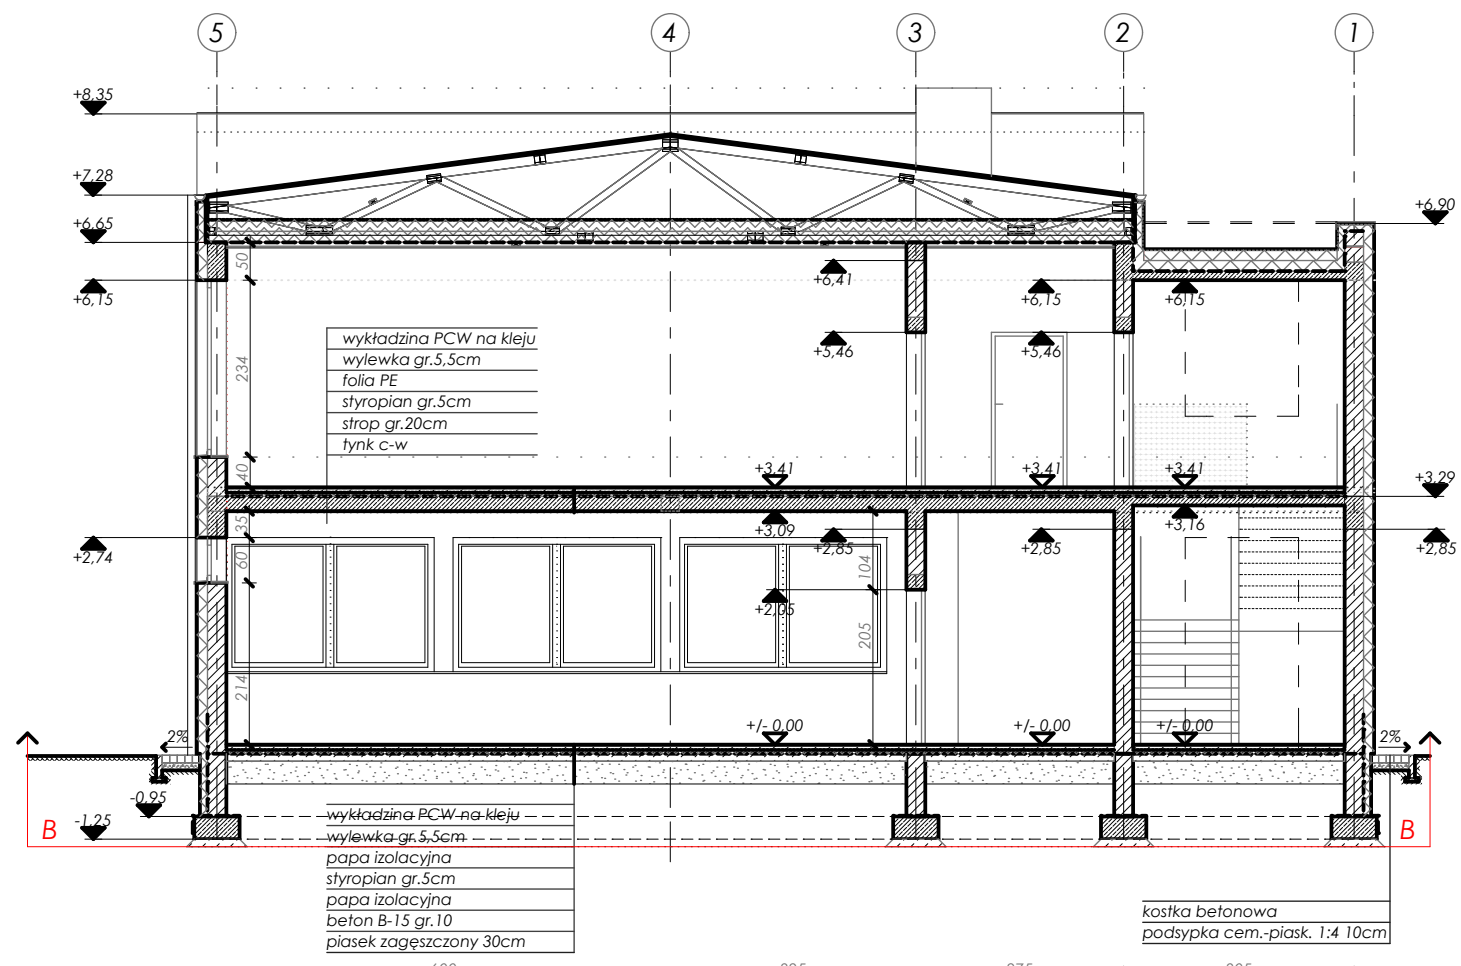 5 4 3 2 1
+8,35
+7,28
+6,65
+6,90
50
+6,41
+6,15
+6,15
+6,15
+5,46
+5,46
234
wykładzina PCW na kleju
wylewka gr.5,5cm
folia PE
styropian gr.5cm
strop gr.20cm
tynk c-w
40
+3,41
+3,41
+3,41
+3,29
35
+3,09
+3,16
+2,74
+2,85
+2,85
+2,85
60
104
+2,05
205
214
+/- 0,00
+/- 0,00
+/- 0,00
2%
2%
-0,95
-1,25
B
B
wykładzina PCW na kleju
wylewka gr.5,5cm
papa izolacyjna
styropian gr.5cm
papa izolacyjna
beton B-15 gr.10
piasek zagęszczony 30cm
kostka betonowa
podsypka cem.-piask. 1:4 10cm